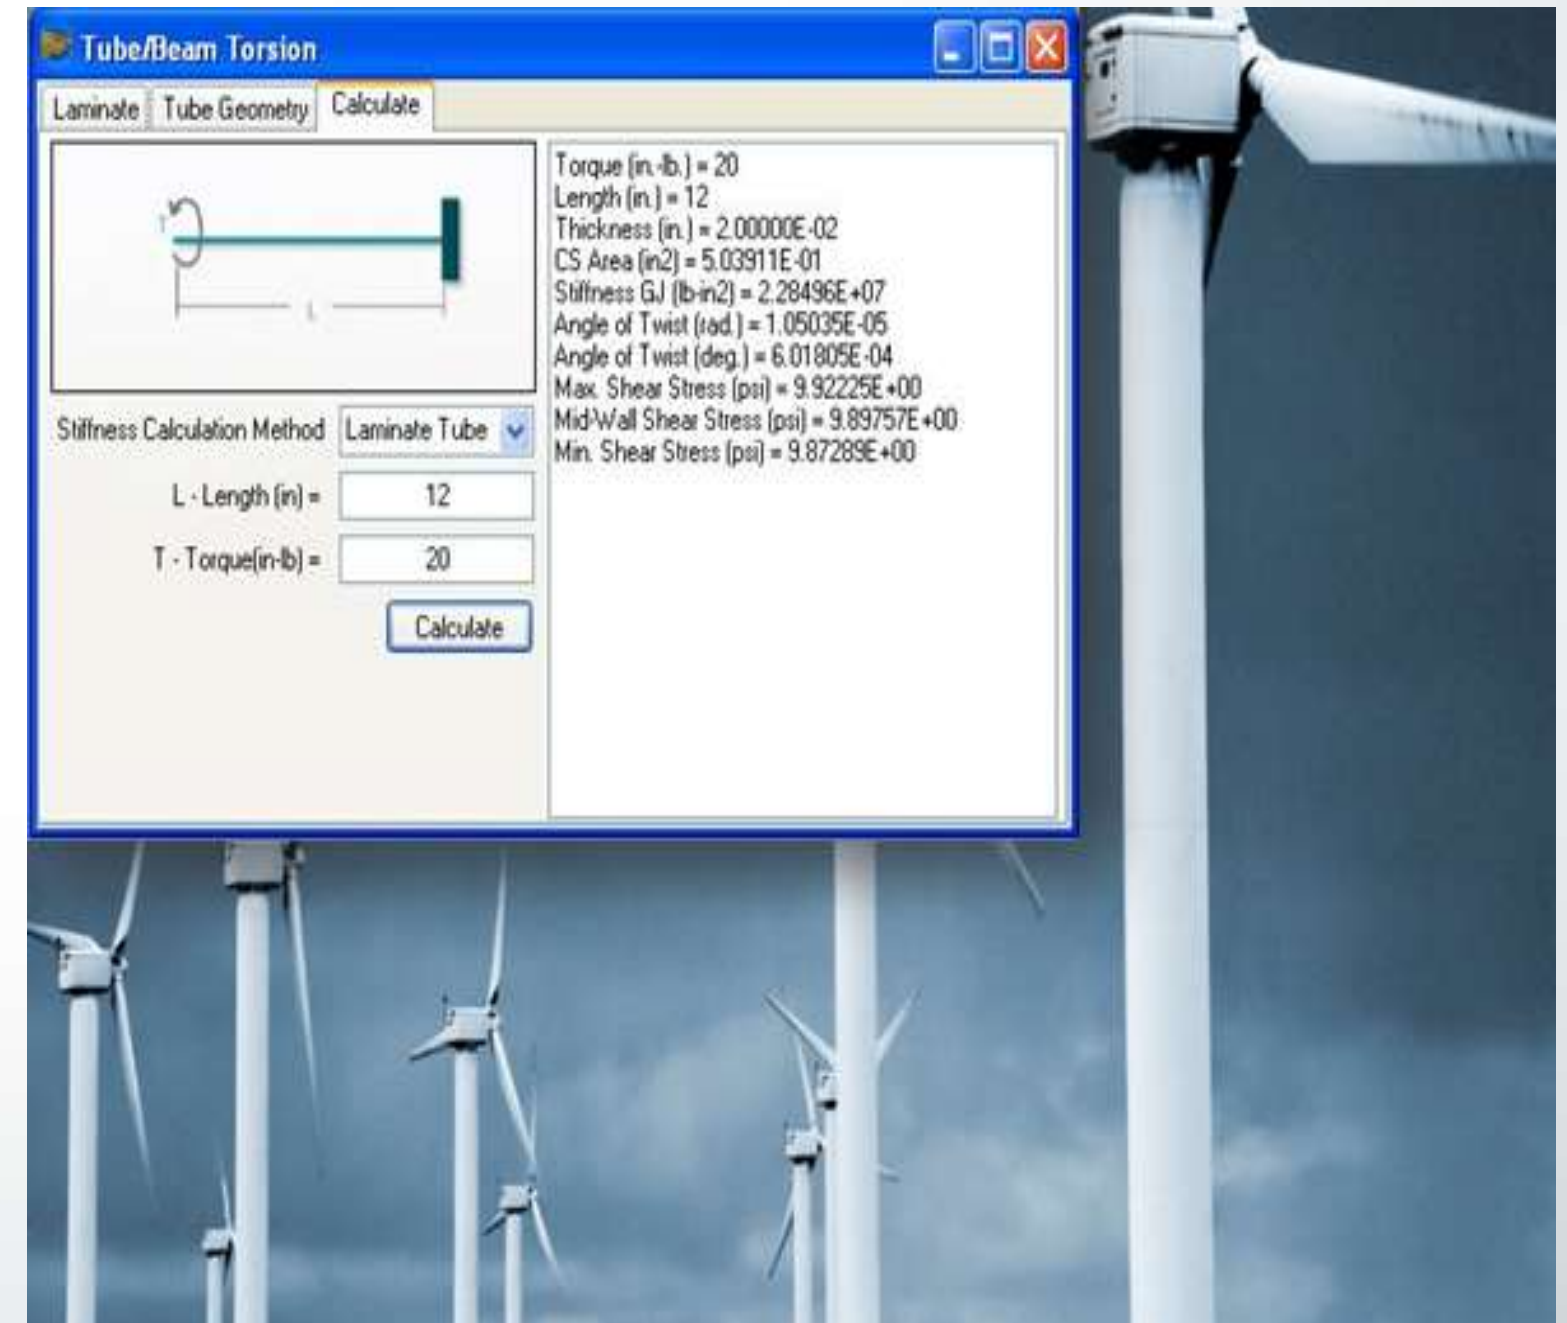 Tube/Beam Torsion
Laminate Tube Geometry Calculate
T
L
Stiffness Calculation Method Laminate Tube
L - Length (in) = 12
T - Torque(in-lb) = 20
Calculate
Torque (in.-lb.) = 20
Length (in.) = 12
Thickness (in.) = 2.00000E-02
CS Area (in2) = 5.03911E-01
Stiffness GJ (lb-in2) = 2.28496E+07
Angle of Twist (rad.) = 1.05035E-05
Angle of Twist (deg.) = 6.01805E-04
Max. Shear Stress (psi) = 9.92225E+00
Mid-Wall Shear Stress (psi) = 9.89757E+00
Min. Shear Stress (psi) = 9.87289E+00